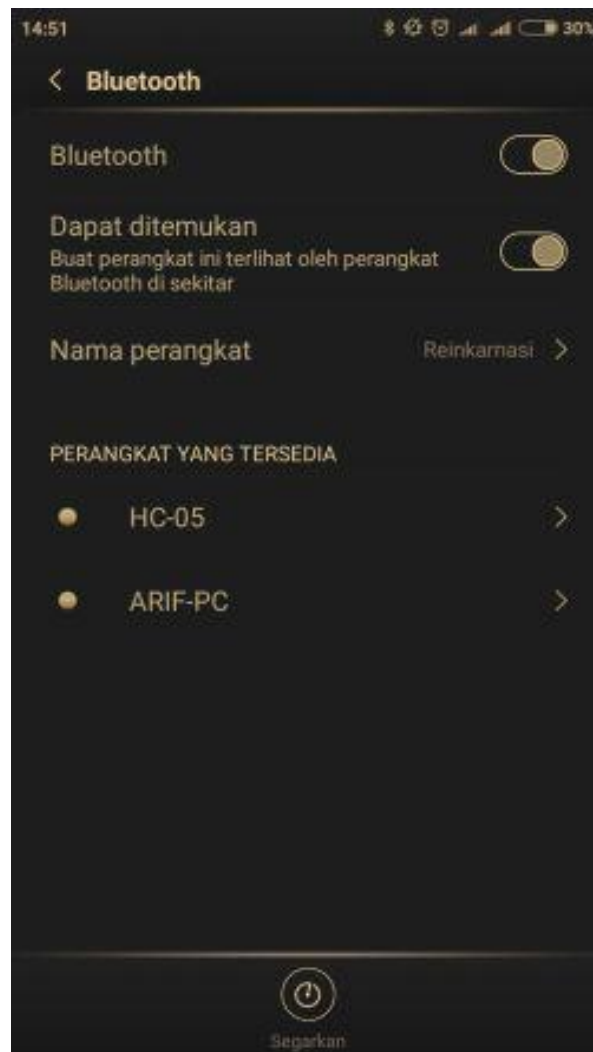 14:51
30%
Bluetooth
Bluetooth
Dapat ditemukan
Buat perangkat ini terlihat oleh perangkat
Bluetooth di sekitar
Nama perangkat
Reinkarnasi
PERANGKAT YANG TERSEDIA
HC-05
ARIF-PC
Segarkan